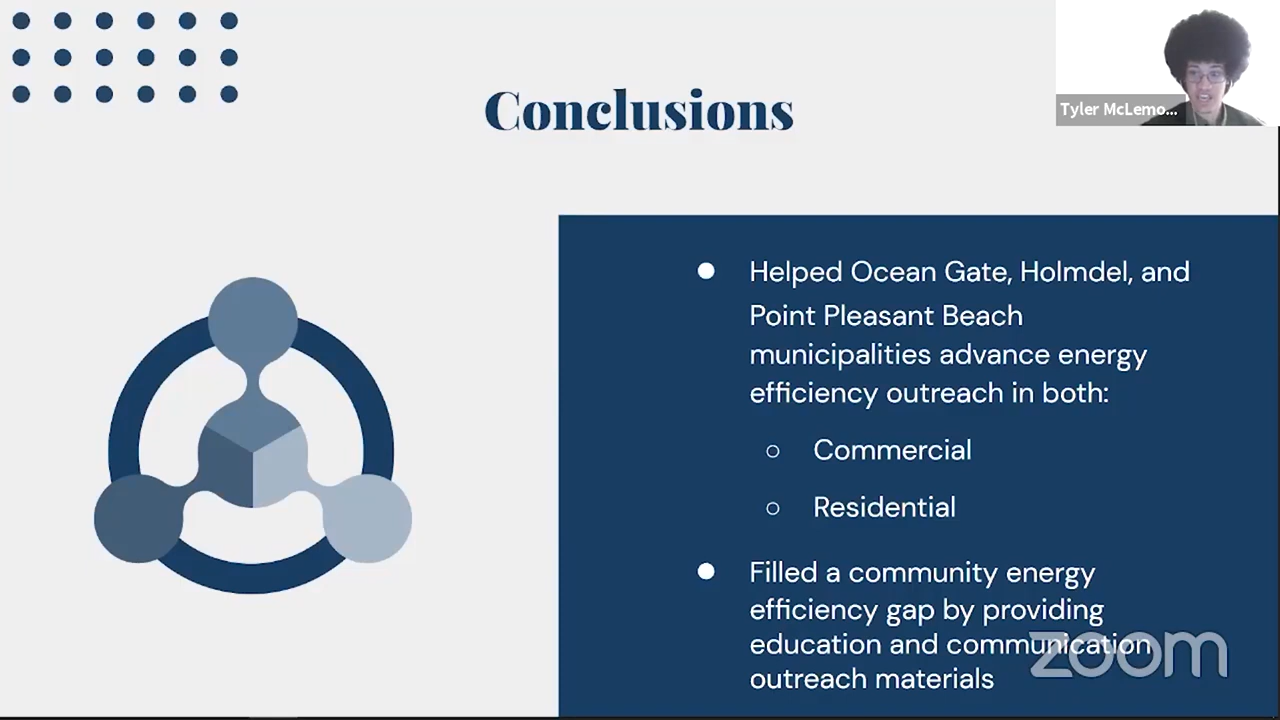 Conclusions
Tyler McLemo...
Helped Ocean Gate, Holmdel, and
Point Pleasant Beach
municipalities advance energy
efficiency outreach in both:
Commercial
Residential
Filled a community energy
efficiency gap by providing
education and communication
outreach materials
zoom